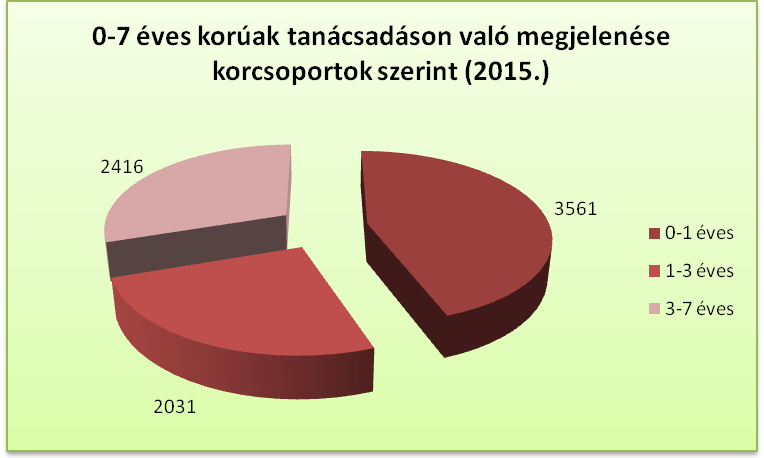 0-7 éves korúak tanácsadáson való megjelenése
korcsoportok szerint (2015.)
2416
3561
0-1 éves
1-3 éves
3-7 éves
2031